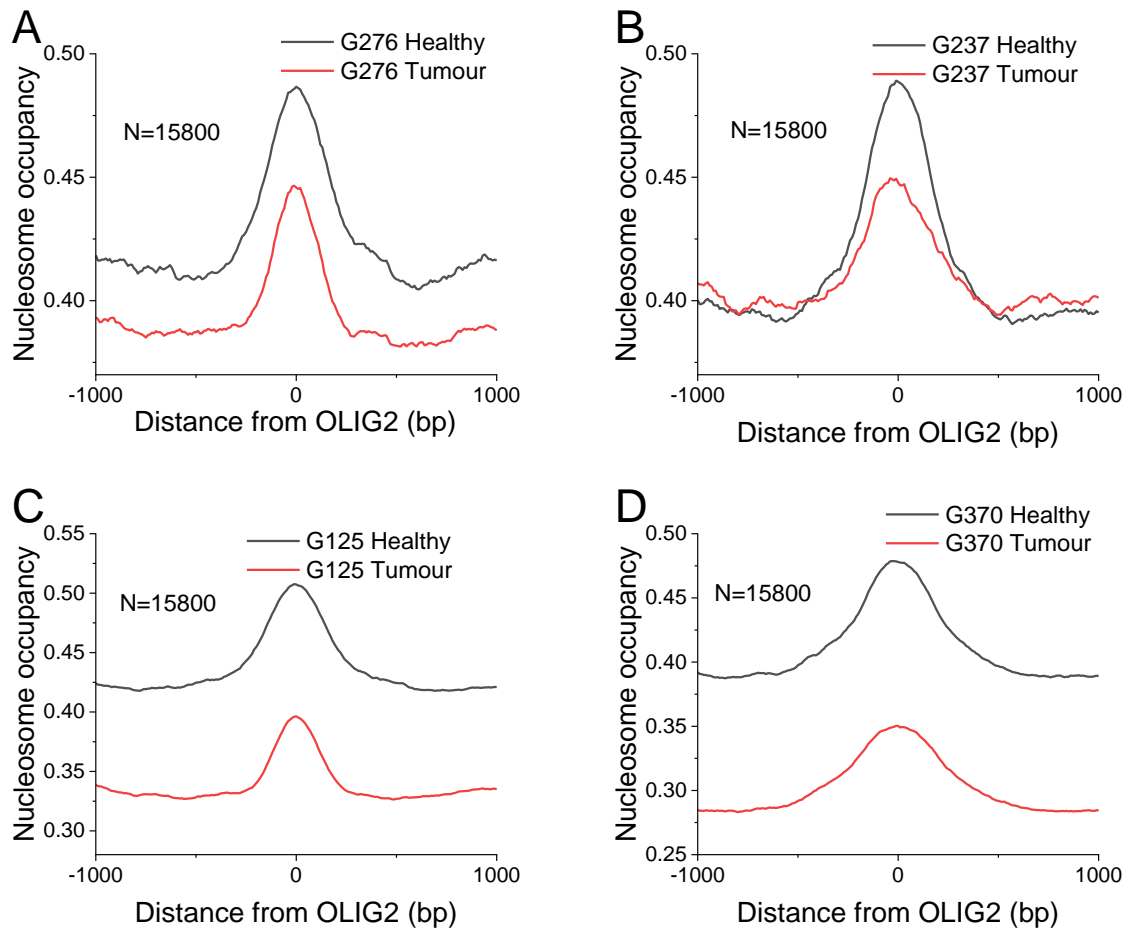 A
G276 Healthy
G276 Tumour
N=15800
Nucleosome occupancy
0.50
0.45
0.40
-1000
0
1000
Distance from OLIG2 (bp)
B
G237 Healthy
G237 Tumour
N=15800
Nucleosome occupancy
0.50
0.45
0.40
-1000
0
1000
Distance from OLIG2 (bp)
C
G125 Healthy
G125 Tumour
N=15800
Nucleosome occupancy
0.55
0.50
0.45
0.40
0.35
0.30
-1000
0
1000
Distance from OLIG2 (bp)
D
G370 Healthy
G370 Tumour
N=15800
Nucleosome occupancy
0.50
0.45
0.40
0.35
0.30
0.25
-1000
0
1000
Distance from OLIG2 (bp)